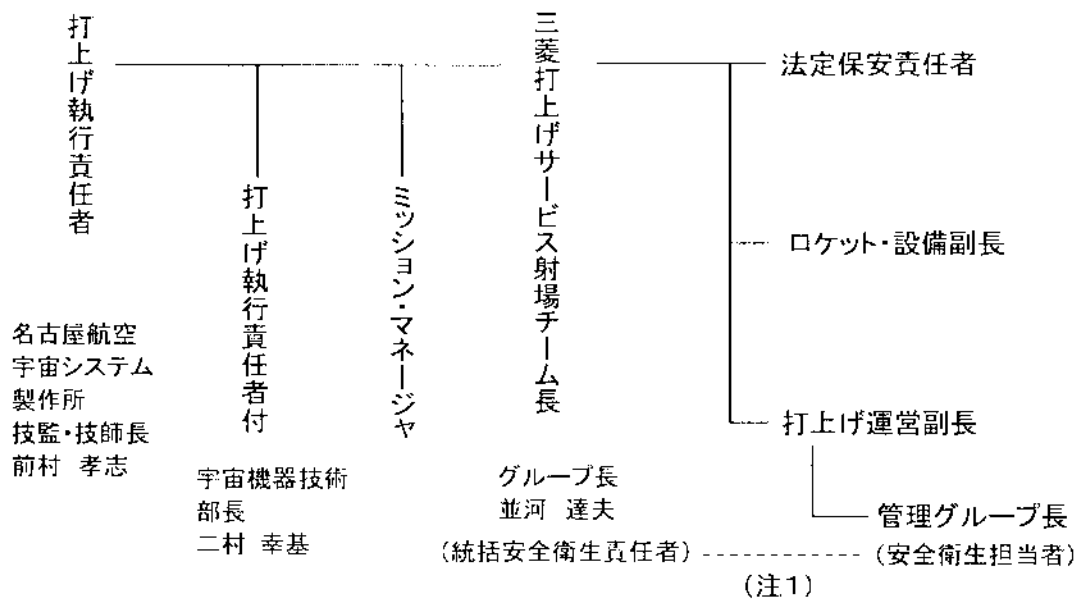 打上げ執行責任者
名古屋航空
宇宙システム
製作所
技監・技師長
前村 孝志
打上げ執行責任者付
宇宙機器技術
部長
二村 幸基
ミッション・マネージャ
三菱打上げサービス射場チーム長
グループ長
並河 達夫
(統括安全衛生責任者)
法定保安責任者
ロケット・設備副長
打上げ運営副長
管理グループ長
(安全衛生担当者)
(注1)